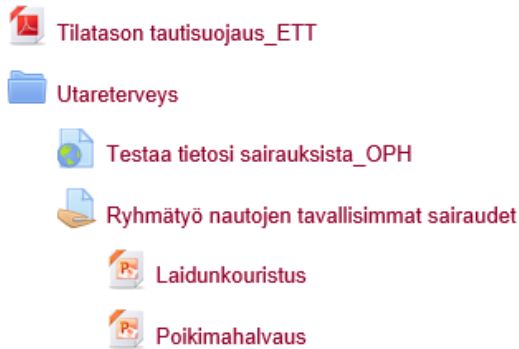 Tilatason tautisuojaus_ETT
Utareterveys
Testaa tietosi sairauksista_OPH
Ryhmätyö nautojen tavallisimmat sairaudet
Laidunkouristus
Poikimahalvaus